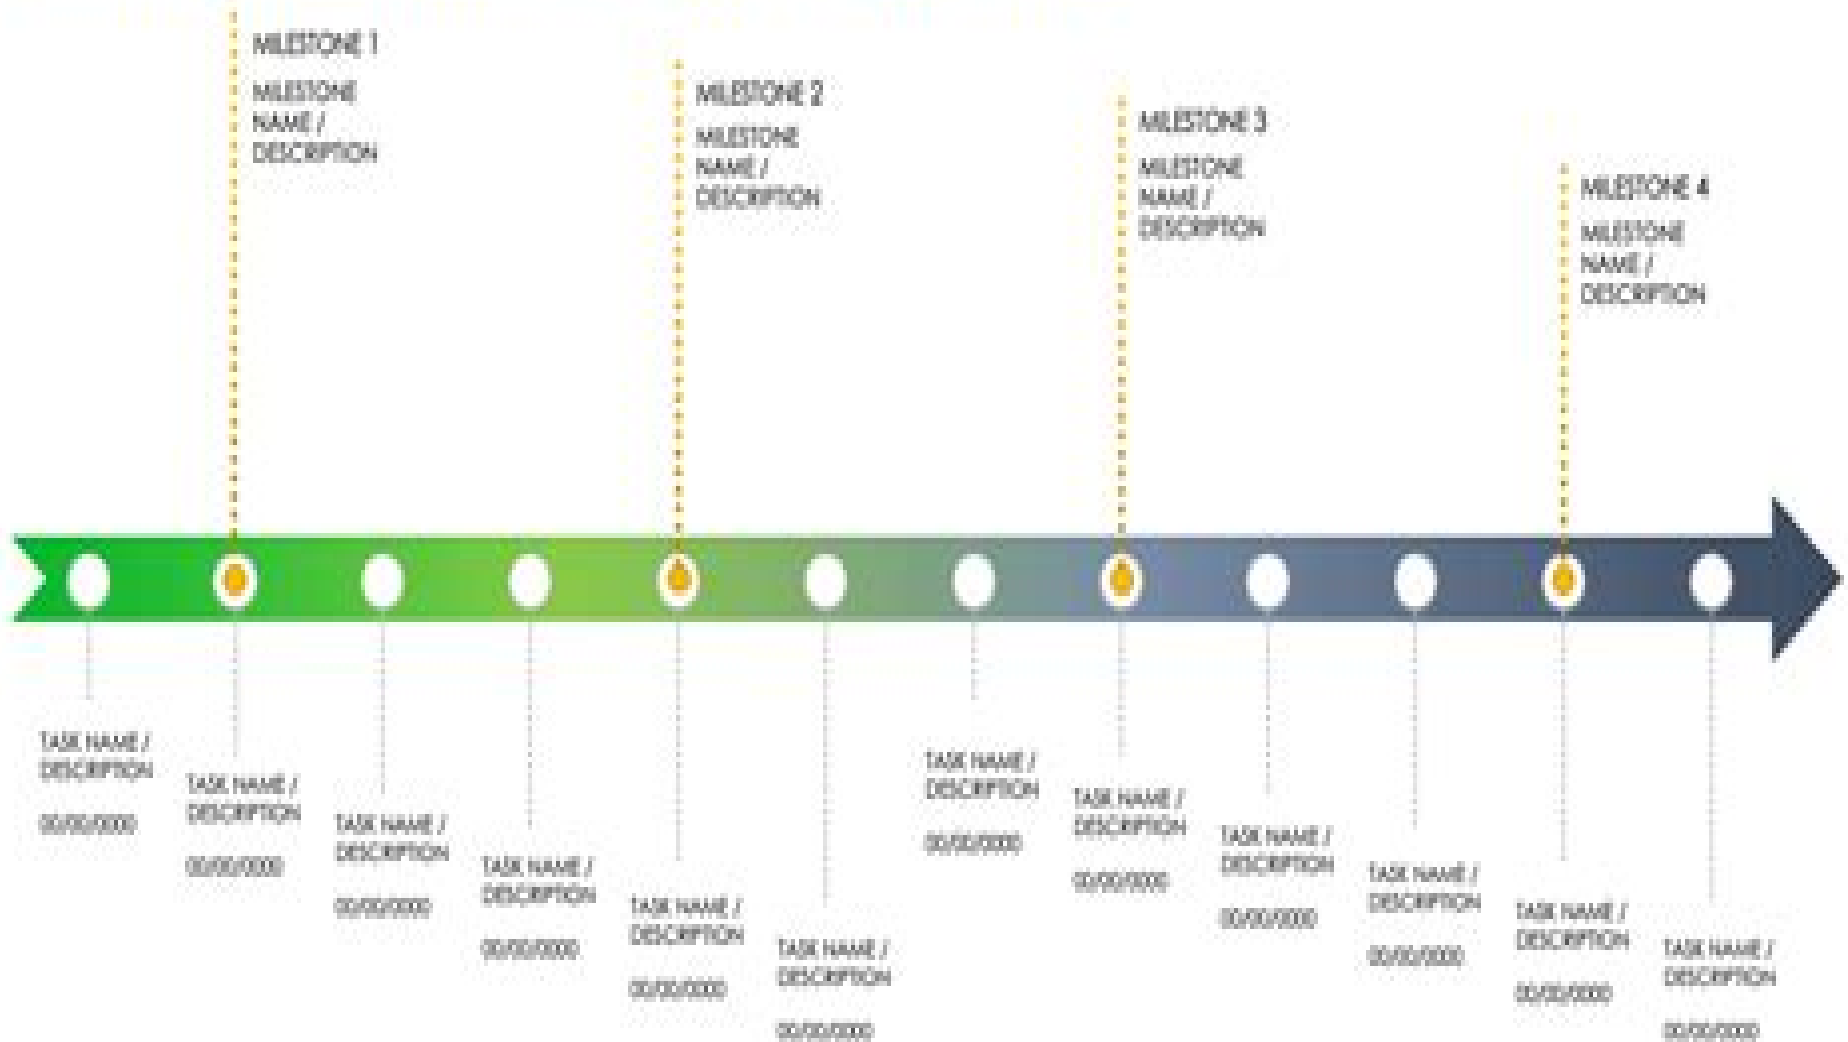 MILESTONE 1
MILESTONE
NAME /
DESCRIPTION
MILESTONE 2
MILESTONE
NAME /
DESCRIPTION
MILESTONE 3
MILESTONE
NAME /
DESCRIPTION
MILESTONE 4
MILESTONE
NAME /
DESCRIPTION
TASK NAME /
DESCRIPTION
00/00/0000
TASK NAME /
DESCRIPTION
00/00/0000
TASK NAME /
DESCRIPTION
00/00/0000
TASK NAME /
DESCRIPTION
00/00/0000
TASK NAME /
DESCRIPTION
00/00/0000
TASK NAME /
DESCRIPTION
00/00/0000
TASK NAME /
DESCRIPTION
00/00/0000
TASK NAME /
DESCRIPTION
00/00/0000
TASK NAME /
DESCRIPTION
00/00/0000
TASK NAME /
DESCRIPTION
00/00/0000
TASK NAME /
DESCRIPTION
00/00/0000
TASK NAME /
DESCRIPTION
00/00/0000